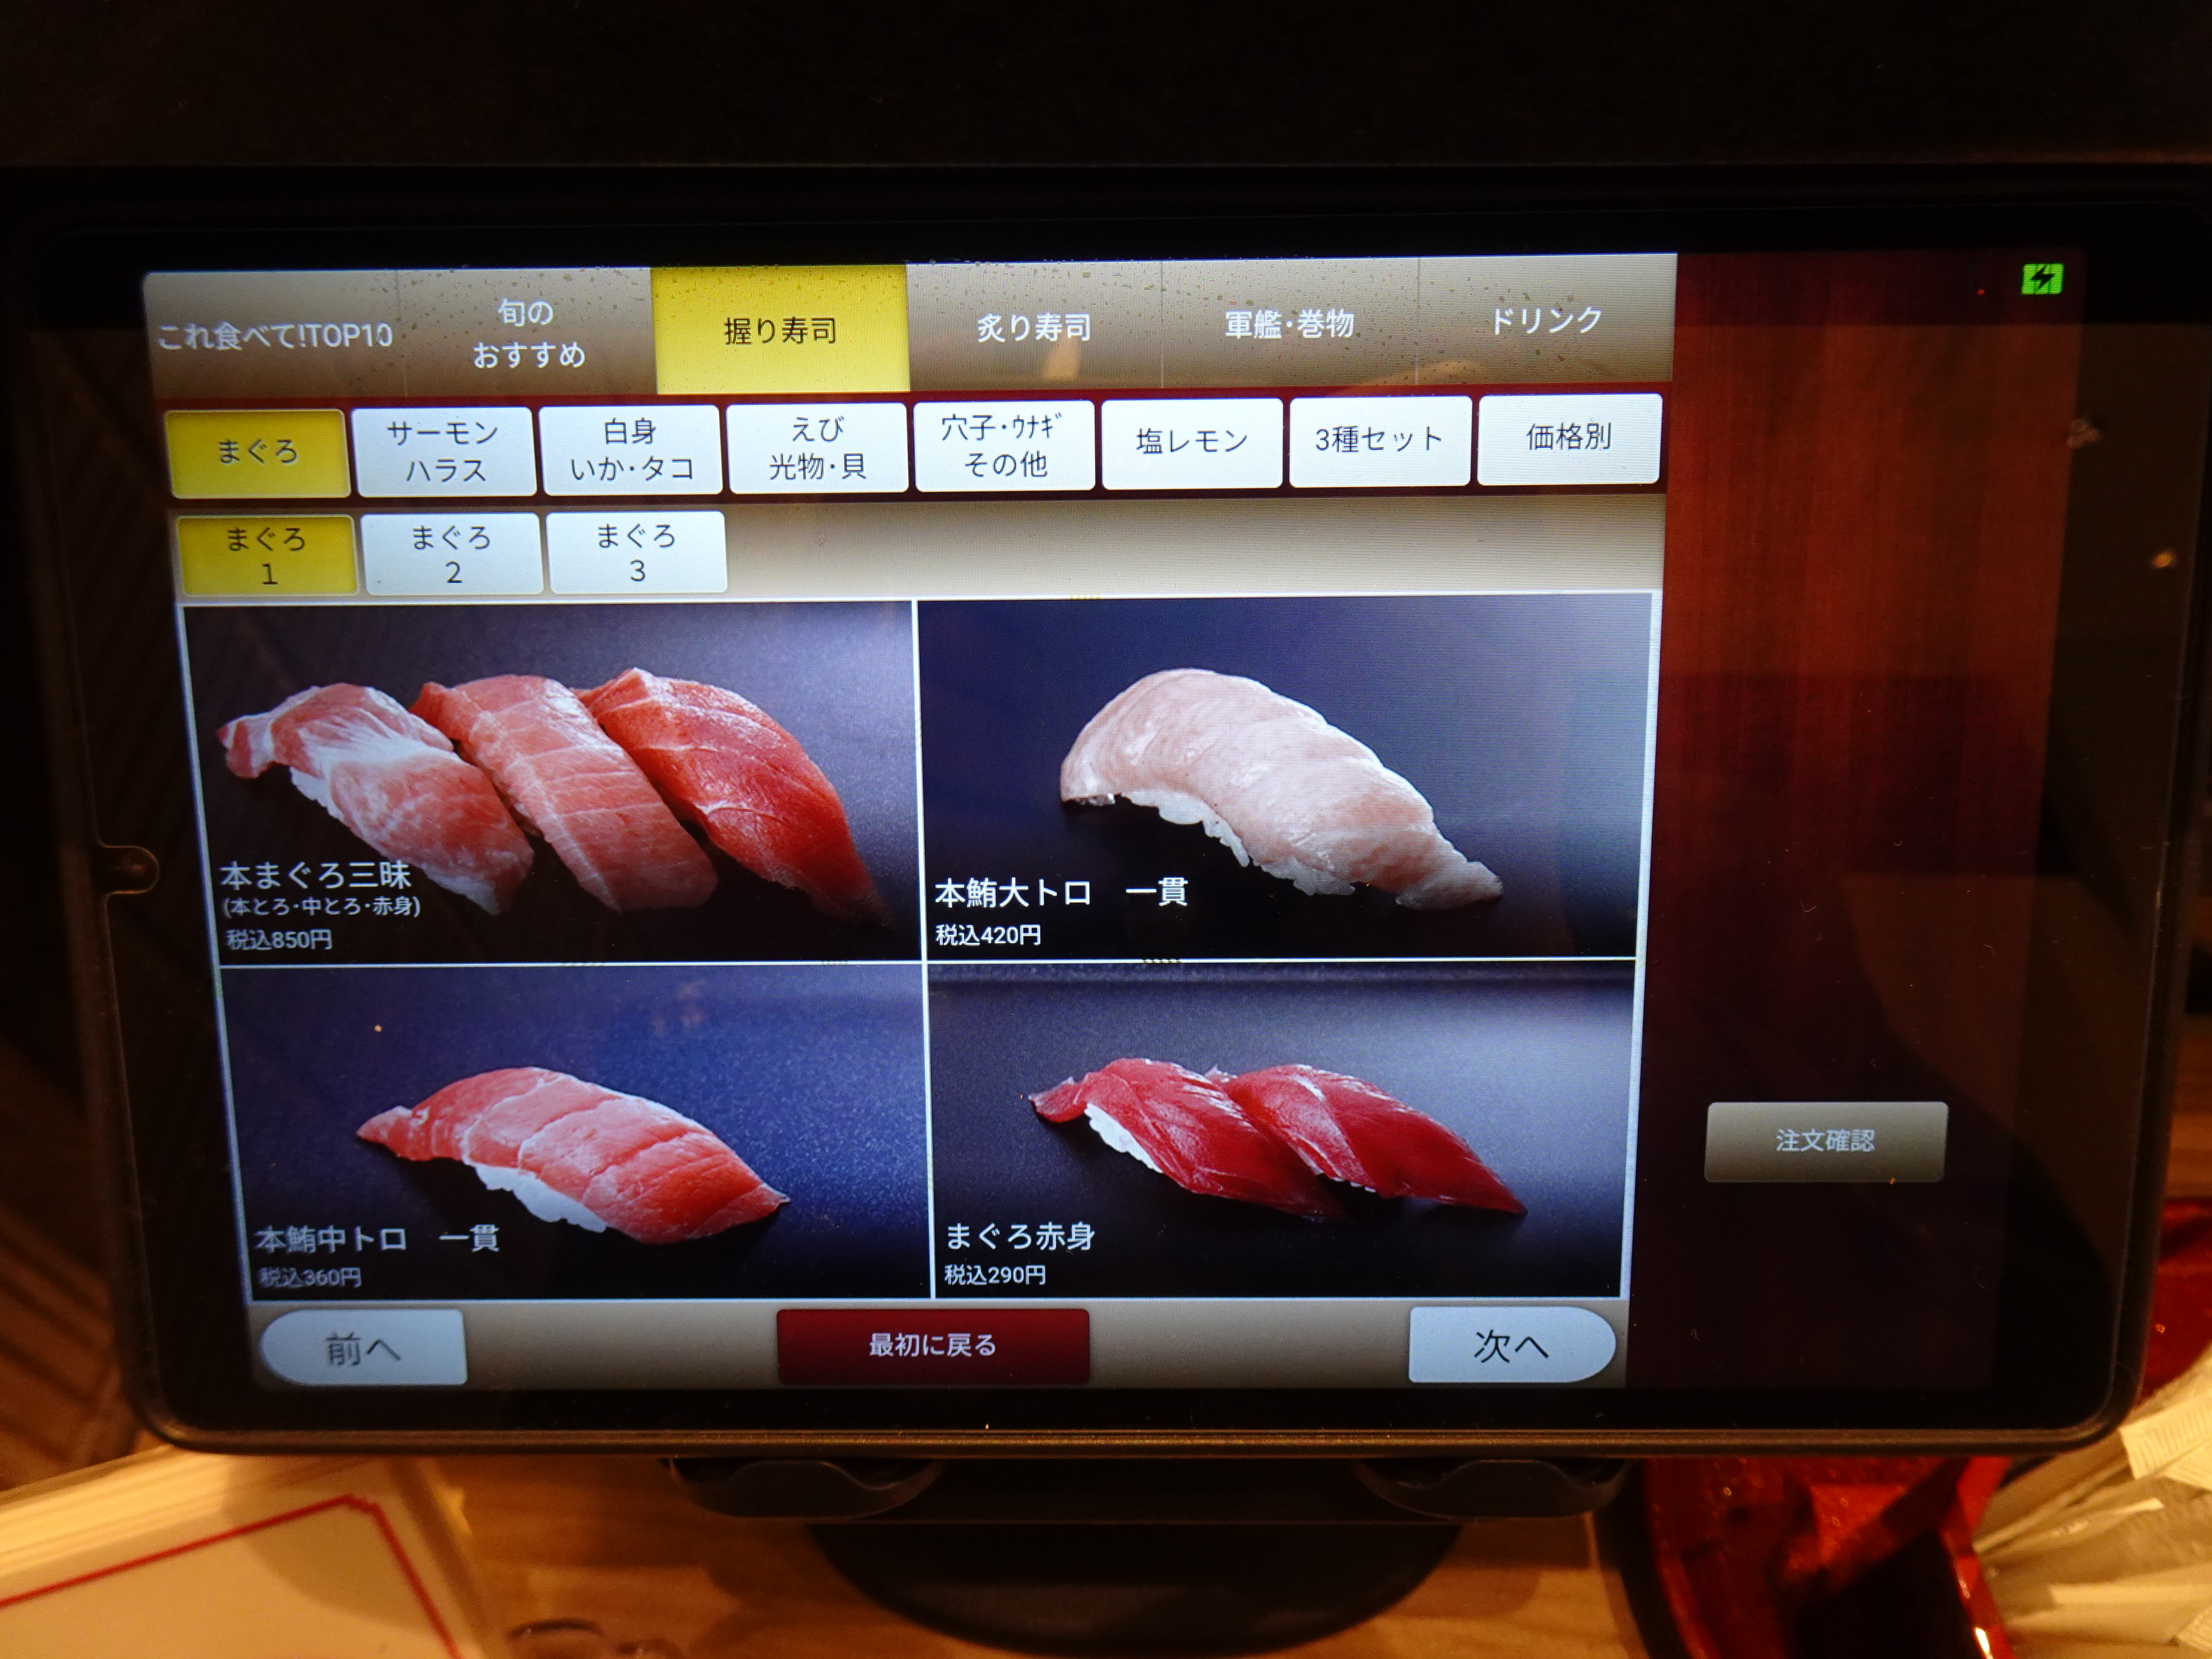 これ食べて!TOP10
旬の
おすすめ
握り寿司
炙り寿司
軍艦･巻物
ドリンク
まぐろ
サーモン
ハラス
白身
いか･タコ
えび
光物･貝
穴子･ｳﾅｷﾞ
その他
塩レモン
3種セット
価格別
まぐろ
1
まぐろ
2
まぐろ
3
本まぐろ三昧
(本とろ･中とろ･赤身)
税込850円
本鮪大トロ　一貫
税込420円
本鮪中トロ　一貫
税込360円
まぐろ赤身
税込290円
注文確認
前へ
最初に戻る
次へ